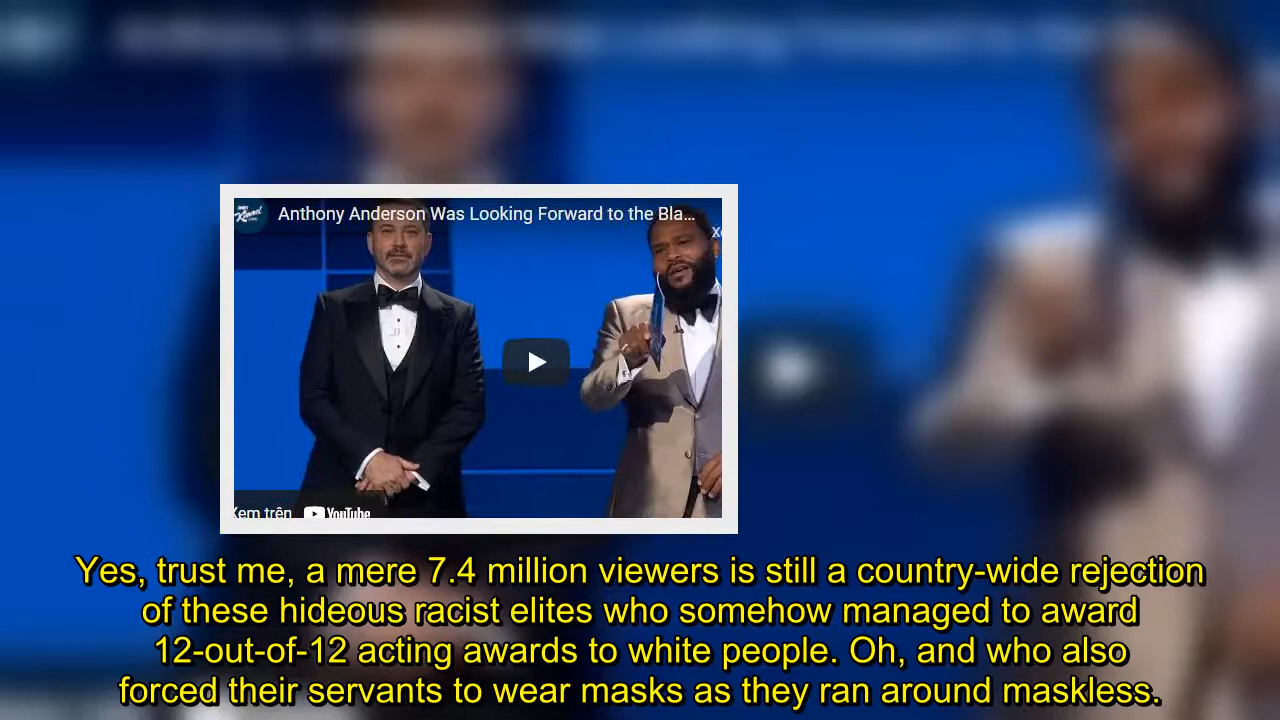 Anthony Anderson Was Looking Forward to the Bla...
Kimmel
Xem trên YouTube
Yes, trust me, a mere 7.4 million viewers is still a country-wide rejection
of these hideous racist elites who somehow managed to award
12-out-of-12 acting awards to white people. Oh, and who also
forced their servants to wear masks as they ran around maskless.